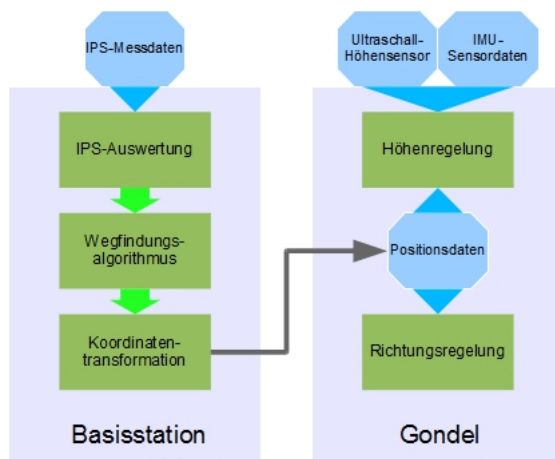 IPS-Messdaten
IPS-Auswertung
Wegfindungs-
algorithmus
Koordinaten-
transformation
Basisstation
Ultraschall-
Höhensensor
IMU-
Sensordaten
Höhenregelung
Positionsdaten
Richtungsregelung
Gondel